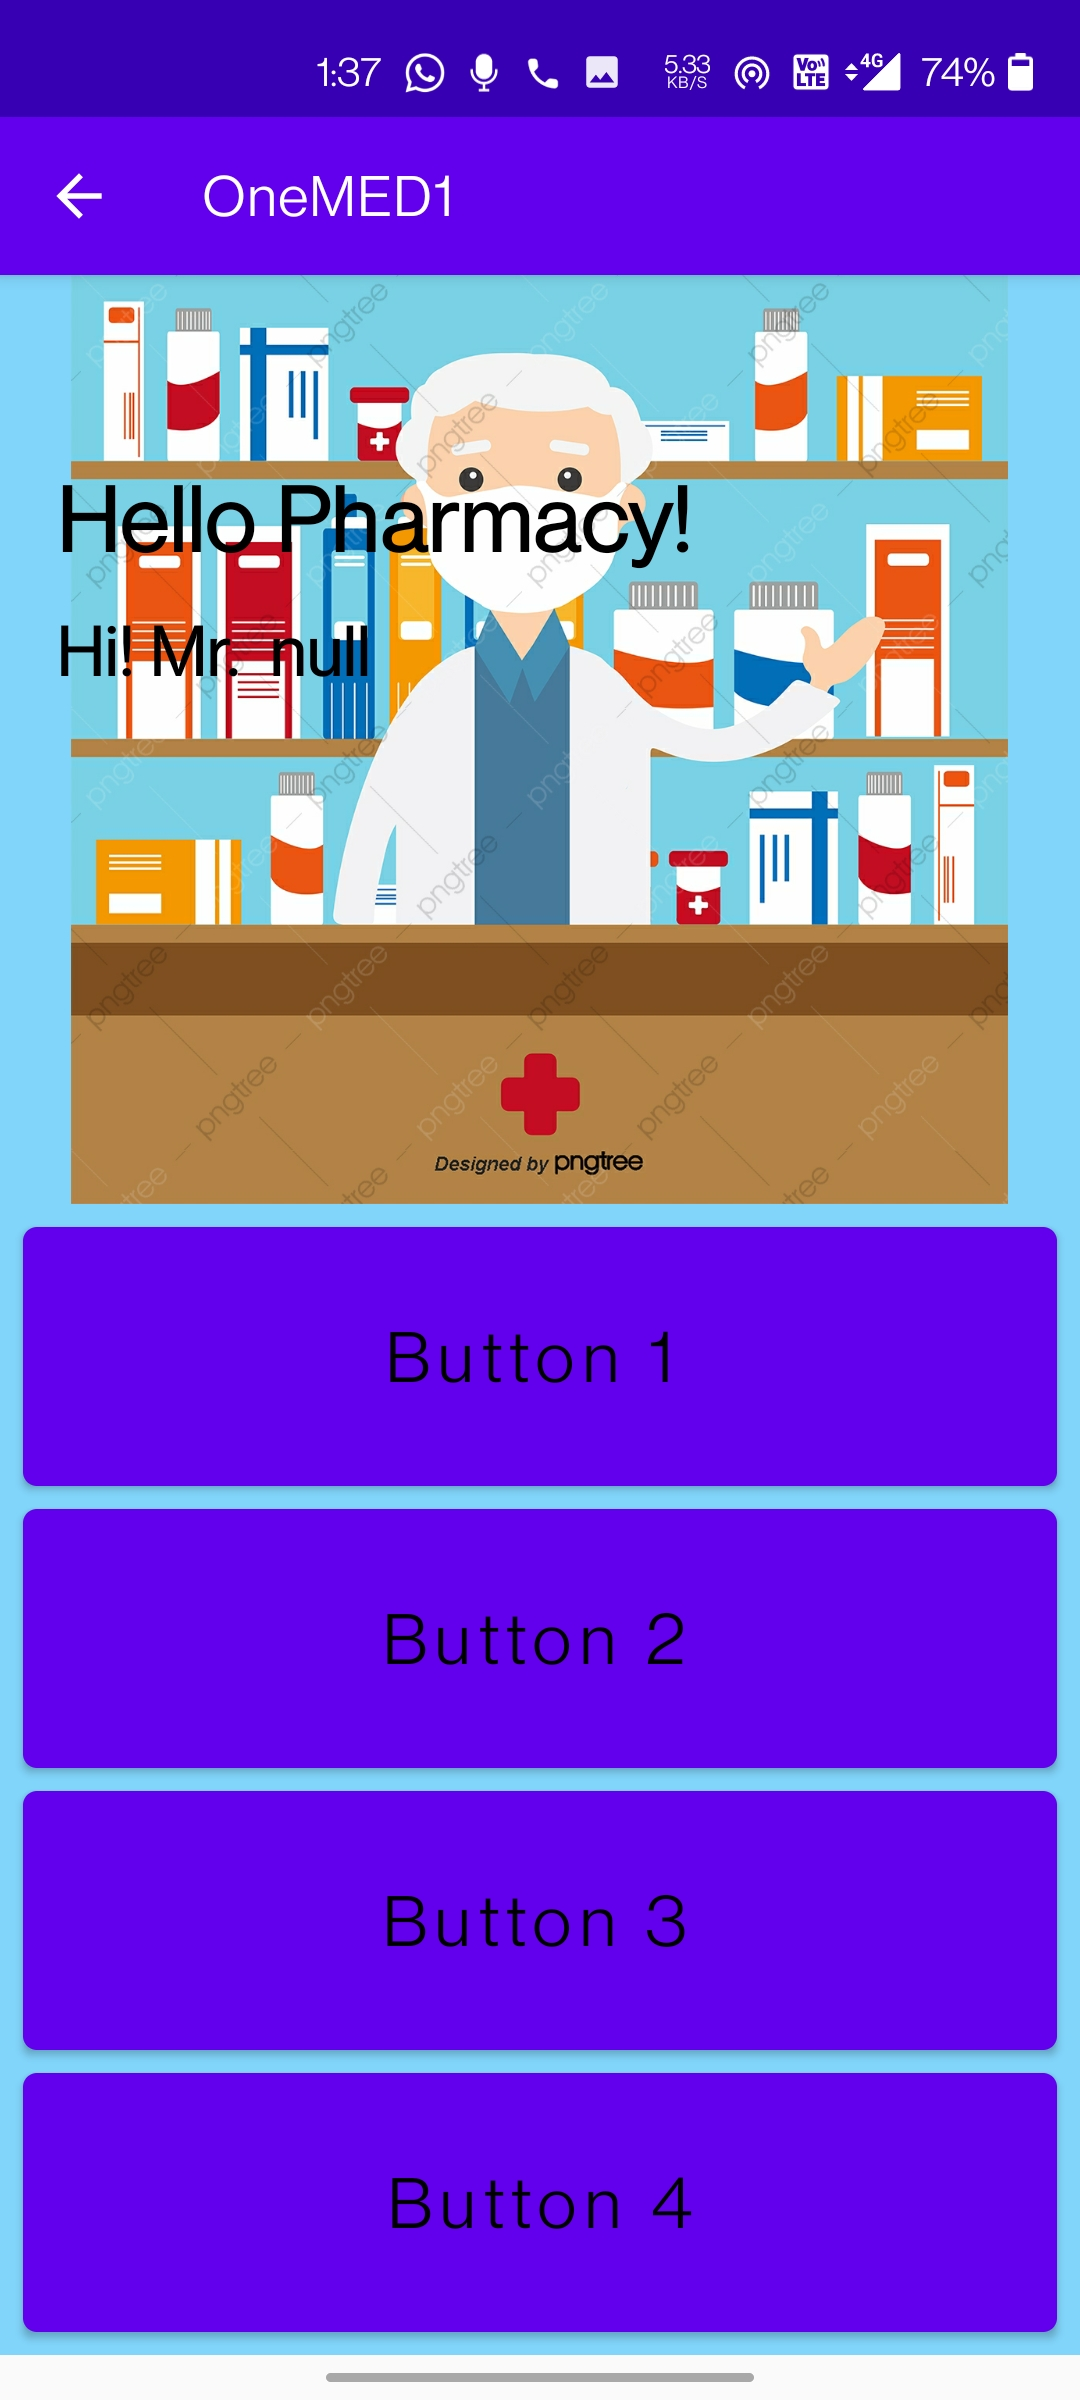 1:37 5.33 KB/S Vo)) LTE 4G 74%
OneMED1
Hello Pharmacy!
Hi! Mr. null
pngtree
Designed by pngtree
Button 1
Button 2
Button 3
Button 4